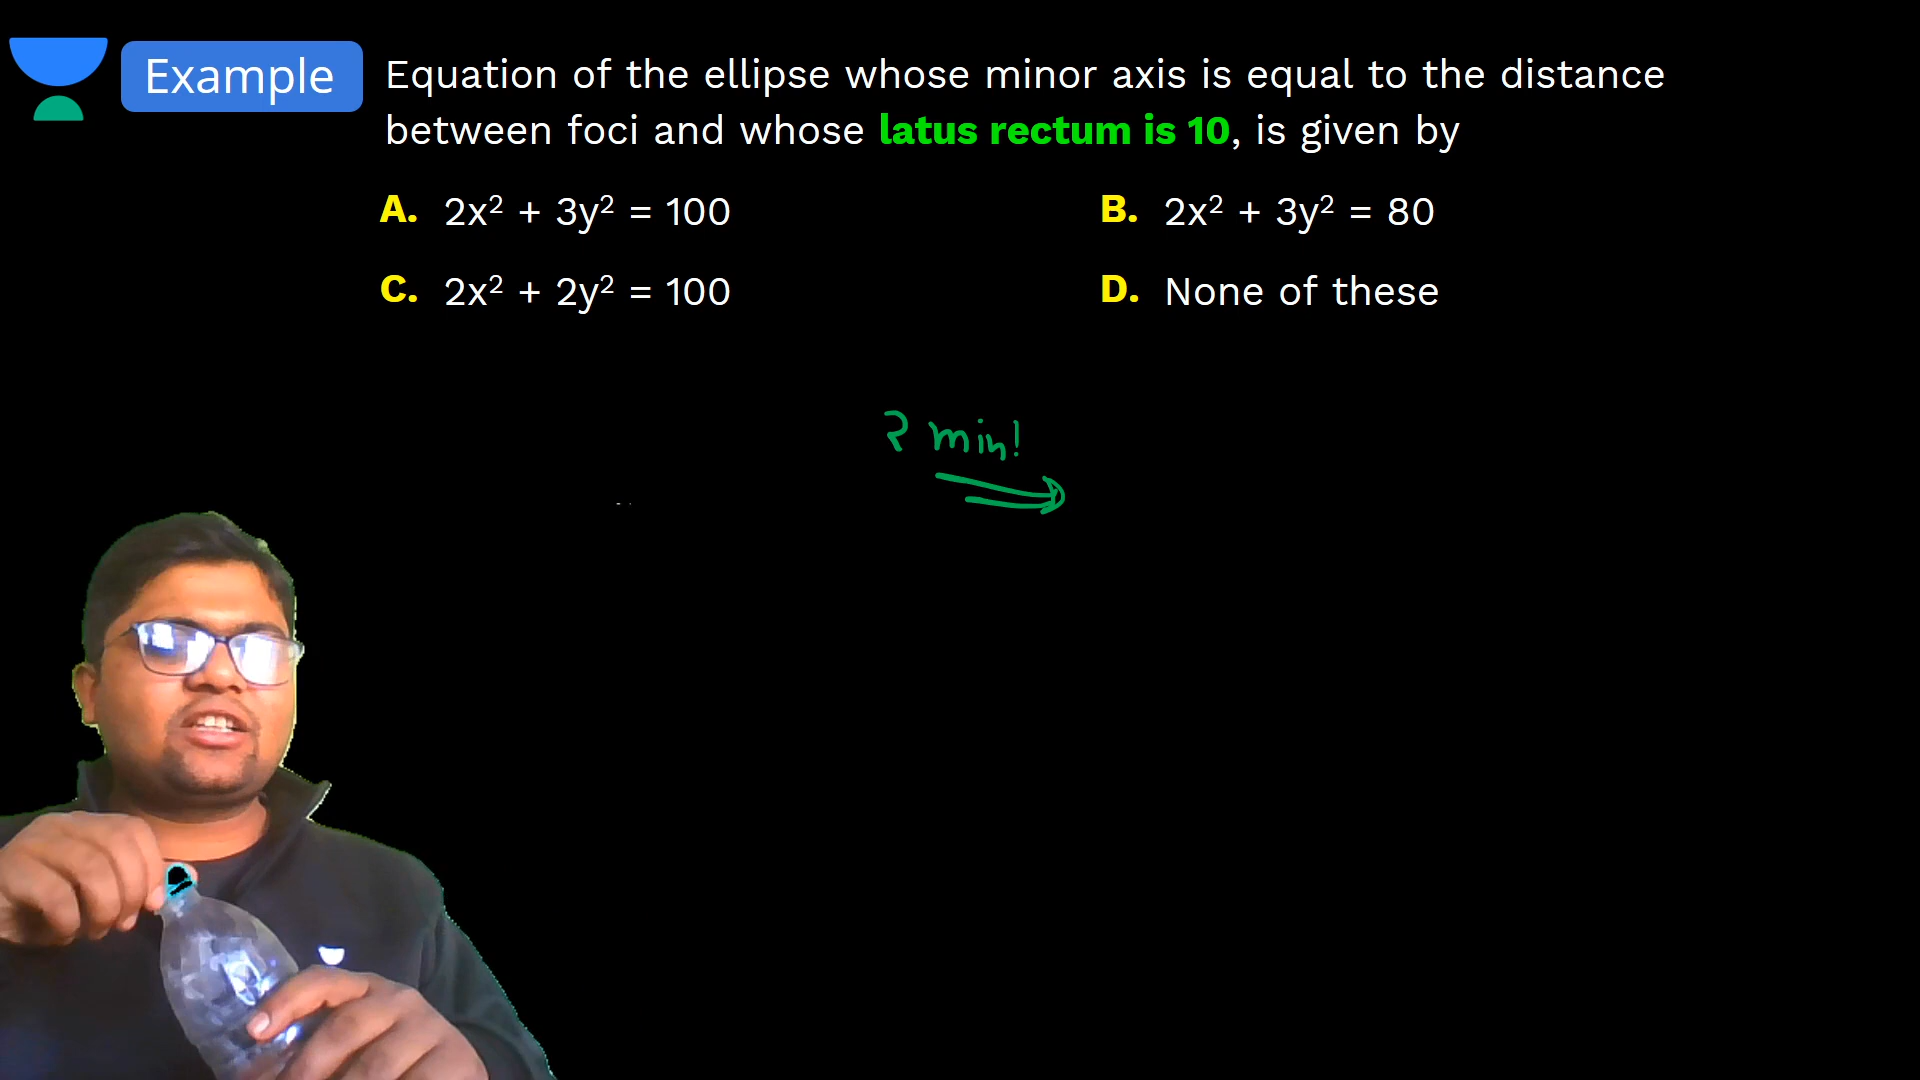 Example
Equation of the ellipse whose minor axis is equal to the distance
between foci and whose latus rectum is 10, is given by
A. 2x² + 3y² = 100
B. 2x² + 3y² = 80
C. 2x² + 2y² = 100
D. None of these
2 min!